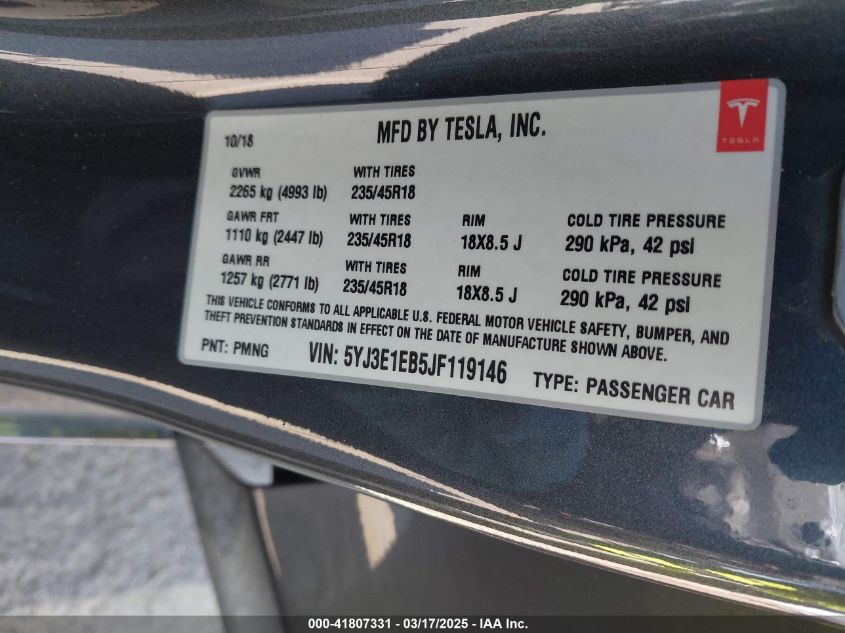 10/18 MFD BY TESLA, INC.
TESLA
GVWR WITH TIRES
2265 kg (4993 lb) 235/45R18
GAWR FRT WITH TIRES RIM COLD TIRE PRESSURE
1110 kg (2447 lb) 235/45R18 18X8.5 J 290 kPa, 42 psi
GAWR RR WITH TIRES RIM COLD TIRE PRESSURE
1257 kg (2771 lb) 235/45R18 18X8.5 J 290 kPa, 42 psi
THIS VEHICLE CONFORMS TO ALL APPLICABLE U.S. FEDERAL MOTOR VEHICLE SAFETY, BUMPER, AND
THEFT PREVENTION STANDARDS IN EFFECT ON THE DATE OF MANUFACTURE SHOWN ABOVE.
PNT: PMNG VIN: 5YJ3E1EB5JF119146 TYPE: PASSENGER CAR
000-41807331 - 03/17/2025 - IAA Inc.